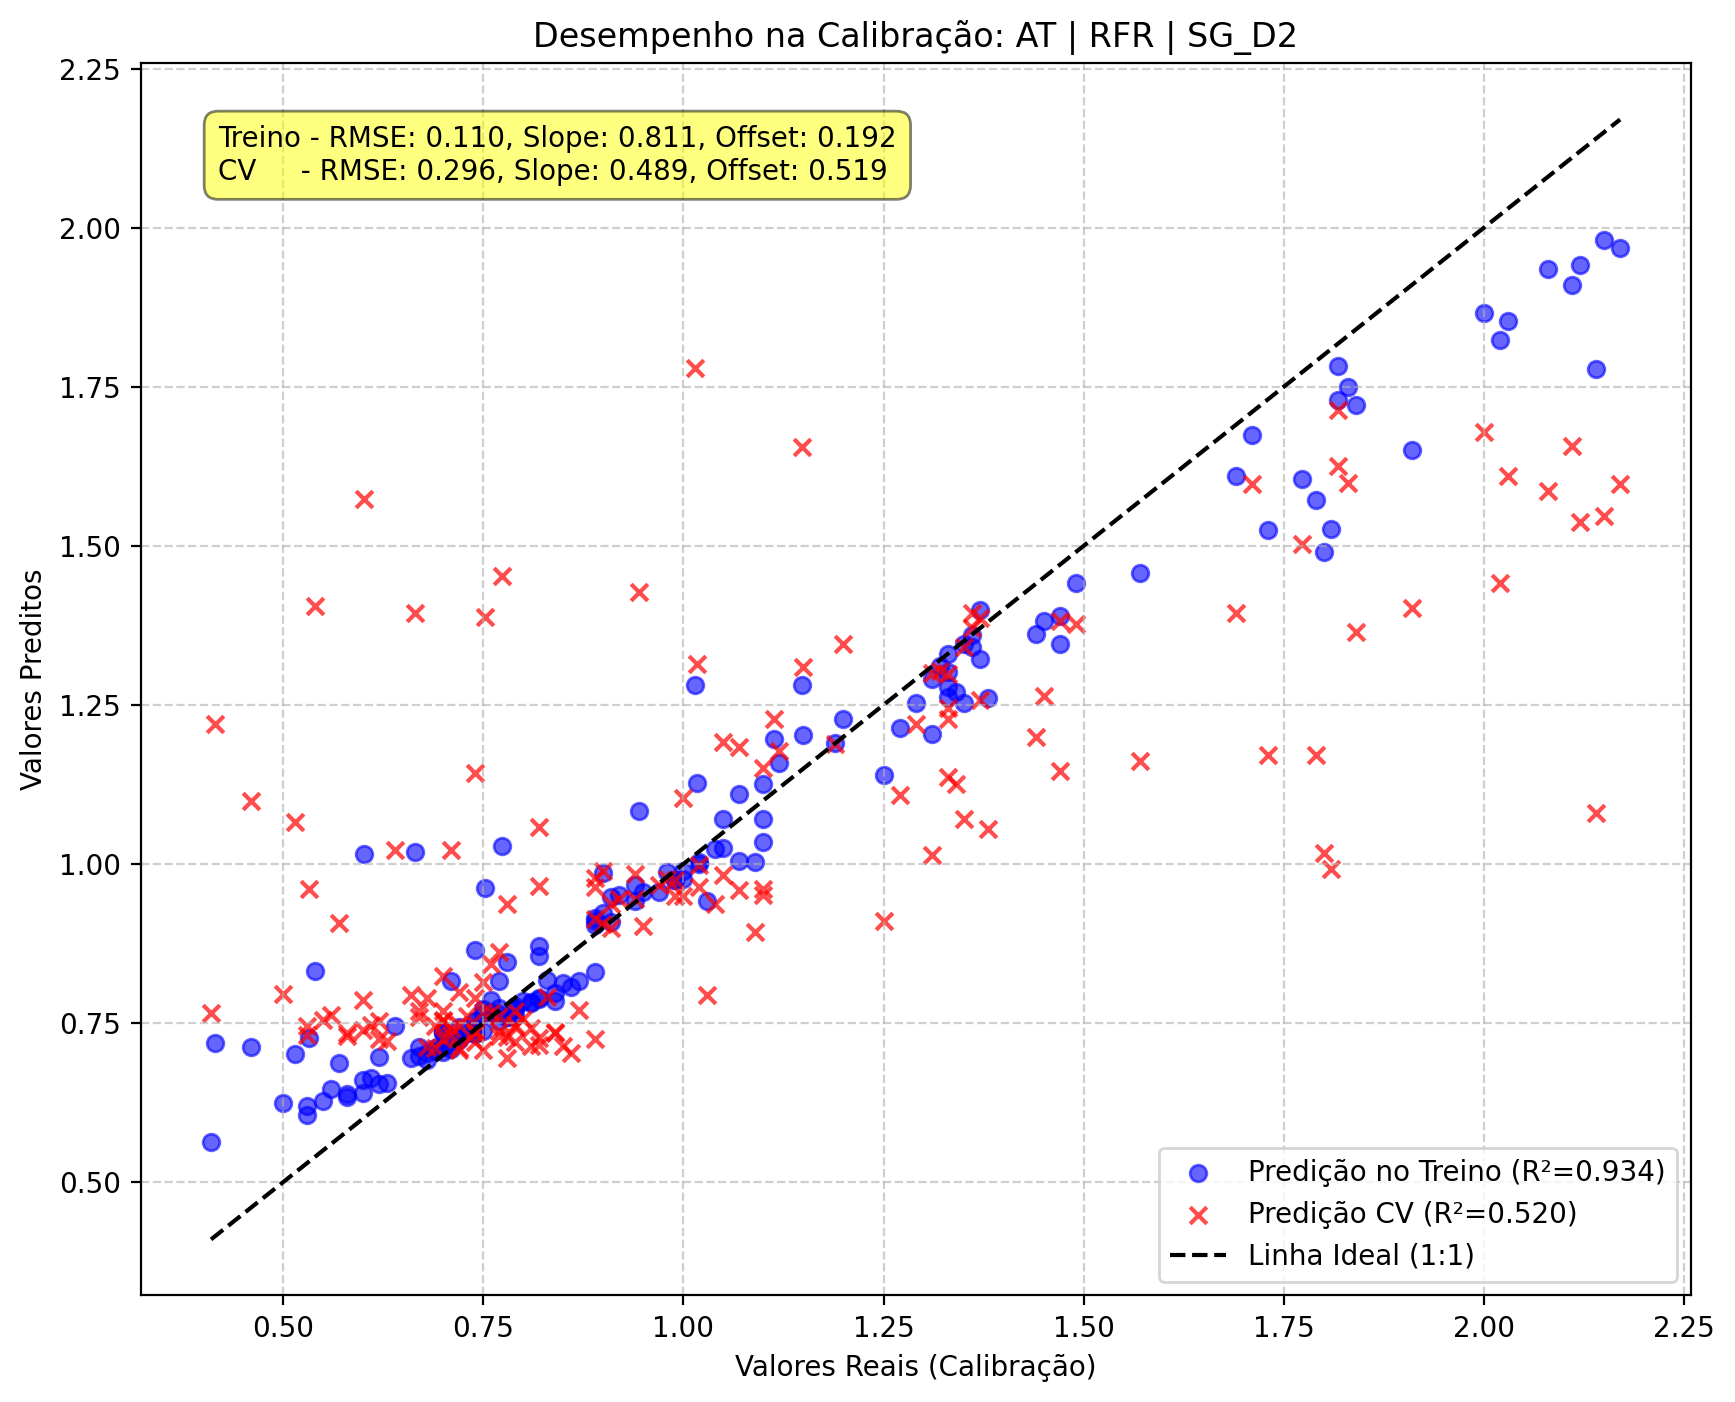 Desempenho na Calibração: AT | RFR | SG_D2
Treino - RMSE: 0.110, Slope: 0.811, Offset: 0.192
CV - RMSE: 0.296, Slope: 0.489, Offset: 0.519
Valores Preditos
2.25
2.00
1.75
1.50
1.25
1.00
0.75
0.50
Predição no Treino (R²=0.934)
Predição CV (R²=0.520)
Linha Ideal (1:1)
0.50 0.75 1.00 1.25 1.50 1.75 2.00 2.25
Valores Reais (Calibração)